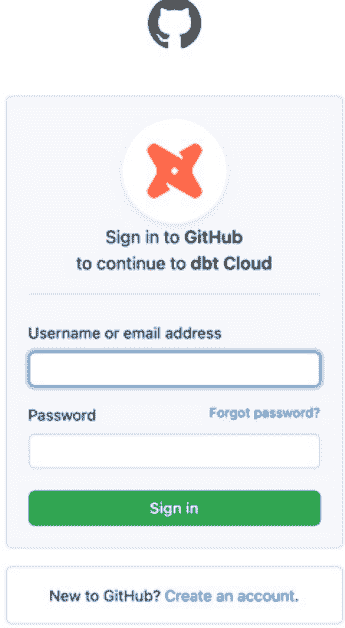 Sign in to GitHub
to continue to dbt Cloud
Username or email address
Password Forgot password?
Sign in
New to GitHub? Create an account.